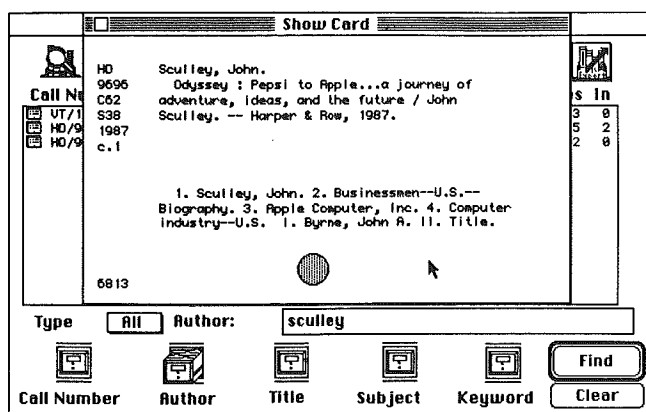 Show Card
HD Sculley, John.
9696 Odyssey : Pepsi to Apple...a journey of
C62 adventure, ideas, and the future / John
S38 Sculley. -- Harper & Row, 1987.
1987
c.1
1. Sculley, John. 2. Businessmen--U.S.--
Biography. 3. Apple Computer, Inc. 4. Computer
industry--U.S. I. Byrne, John A. II. Title.
6813
Call Nu
s In
VT/1 3 0
HD/9 5 2
HD/9 2 0
Type All Author: sculley
Find
Call Number Author Title Subject Keyword Clear